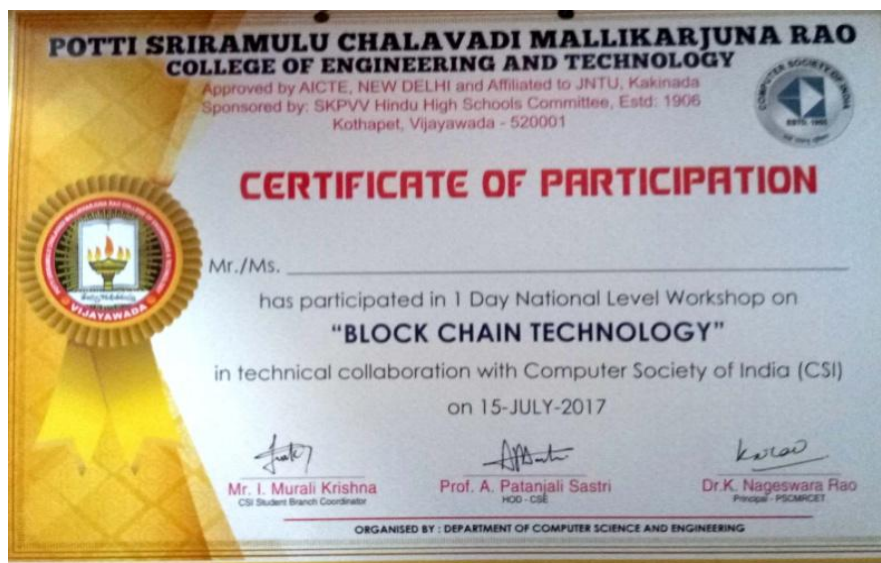 POTTI SRIRAMULU CHALAVADI MALLIKARJUNA RAO
COLLEGE OF ENGINEERING AND TECHNOLOGY
Approved by AICTE, NEW DELHI and Affiliated to JNTU, Kakinada
Sponsored by: SKPVV Hindu High Schools Committee, Estd: 1906
Kothapet, Vijayawada - 520001
COMPUTER SOCIETY OF INDIA
ESTD. 1965
CERTIFICATE OF PARTICIPATION
VIJAYAWADA
Mr./Ms.
has participated in 1 Day National Level Workshop on
“BLOCK CHAIN TECHNOLOGY”
in technical collaboration with Computer Society of India (CSI)
on 15-JULY-2017
Mr. I. Murali Krishna
CSI Student Branch Coordinator
Prof. A. Patanjali Sastri
HOD - CSE
Dr.K. Nageswara Rao
Principal - PSCMRCET
ORGANISED BY : DEPARTMENT OF COMPUTER SCIENCE AND ENGINEERING